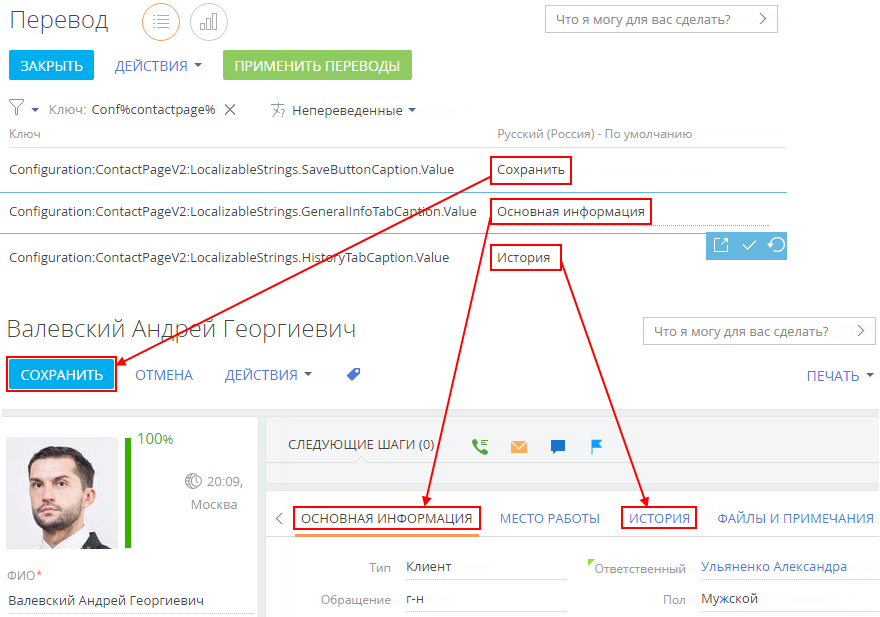 Перевод
Что я могу для вас сделать?
ЗАКРЫТЬ ДЕЙСТВИЯ ПРИМЕНИТЬ ПЕРЕВОДЫ
Ключ: Conf%contactpage% Непереведенные
Ключ Русский (Россия) - По умолчанию
Configuration:ContactPageV2:LocalizableStrings.SaveButtonCaption.Value Сохранить
Configuration:ContactPageV2:LocalizableStrings.GeneralInfoTabCaption.Value Основная информация
Configuration:ContactPageV2:LocalizableStrings.HistoryTabCaption.Value История
Валевский Андрей Георгиевич
Что я могу для вас сделать?
СОХРАНИТЬ ОТМЕНА ДЕЙСТВИЯ ПЕЧАТЬ
100%
СЛЕДУЮЩИЕ ШАГИ (0)
20:09,
Москва
ОСНОВНАЯ ИНФОРМАЦИЯ МЕСТО РАБОТЫ ИСТОРИЯ ФАЙЛЫ И ПРИМЕЧАНИЯ
Тип Клиент Ответственный Ульяненко Александра
ФИО*
Валевский Андрей Георгиевич
Обращение г-н Пол Мужской